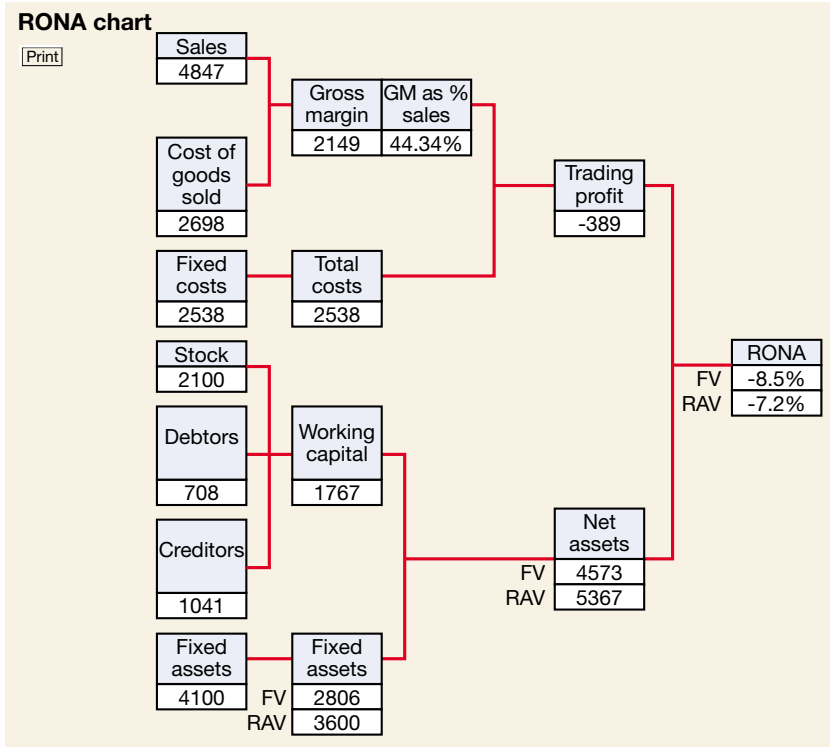 RONA chart
Print
Sales
4847
Gross
margin
2149
GM as %
sales
44.34%
Cost of
goods
sold
2698
Trading
profit
-389
Fixed
costs
2538
Total
costs
2538
Stock
2100
RONA
FV -8.5%
RAV -7.2%
Debtors
708
Working
capital
1767
Creditors
1041
Net
assets
FV 4573
RAV 5367
Fixed
assets
4100
Fixed
assets
FV 2806
RAV 3600